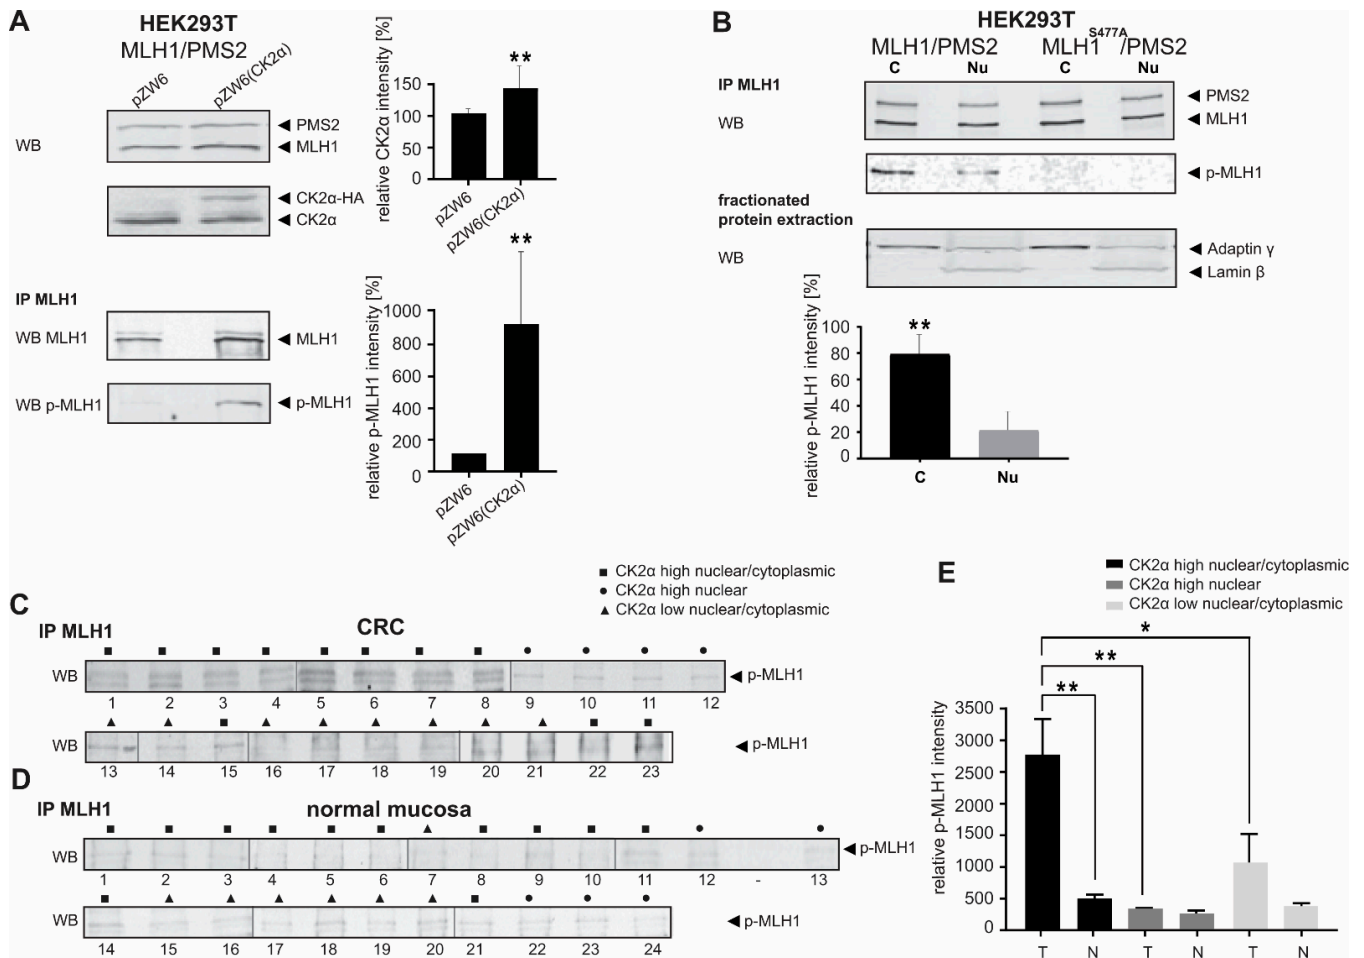 A
HEK293T
MLH1/PMS2
pZW6
pZW6(CK2α)
WB
PMS2
MLH1
CK2α-HA
CK2α
IP MLH1
WB MLH1
MLH1
WB p-MLH1
p-MLH1
relative CK2α intensity [%]
150
100
50
0
**
pZW6
pZW6(CK2α)
relative p-MLH1 intensity [%]
1000
800
600
400
200
0
**
pZW6
pZW6(CK2α)
B
HEK293T
MLH1/PMS2
MLH1S477A/PMS2
C Nu C Nu
IP MLH1
WB
PMS2
MLH1
p-MLH1
fractionated
protein extraction
WB
Adaptin γ
Lamin β
relative p-MLH1 intensity [%]
100
80
60
40
20
0
**
C Nu
CK2α high nuclear/cytoplasmic
CK2α high nuclear
CK2α low nuclear/cytoplasmic
C
IP MLH1
CRC
WB
p-MLH1
1 2 3 4 5 6 7 8 9 10 11 12
WB
p-MLH1
13 14 15 16 17 18 19 20 21 22 23
D
IP MLH1
normal mucosa
WB
p-MLH1
1 2 3 4 5 6 7 8 9 10 11 12 - 13
WB
p-MLH1
14 15 16 17 18 19 20 21 22 23 24
E
CK2α high nuclear/cytoplasmic
CK2α high nuclear
CK2α low nuclear/cytoplasmic
relative p-MLH1 intensity
3500
3000
2500
2000
1500
1000
500
0
*
**
**
T N T N T N